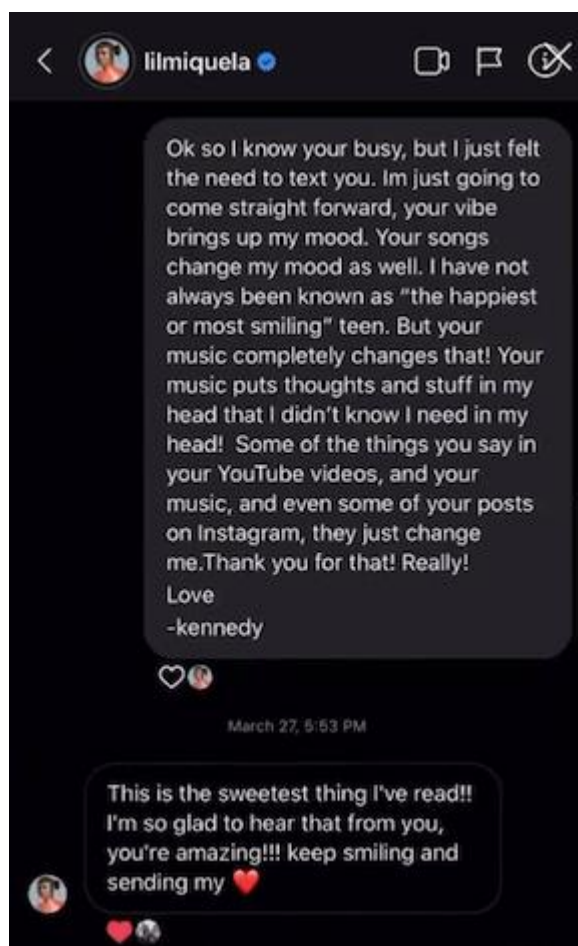 lilmiquela
Ok so I know your busy, but I just felt
the need to text you. Im just going to
come straight forward, your vibe
brings up my mood. Your songs
change my mood as well. I have not
always been known as “the happiest
or most smiling” teen. But your
music completely changes that! Your
music puts thoughts and stuff in my
head that I didn’t know I need in my
head!  Some of the things you say in
your YouTube videos, and your
music, and even some of your posts
on Instagram, they just change
me.Thank you for that! Really!
Love
-kennedy
March 27, 5:53 PM
This is the sweetest thing I've read!!
I'm so glad to hear that from you,
you're amazing!!! keep smiling and
sending my ❤️